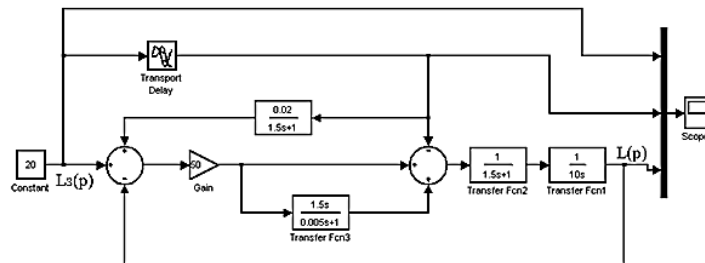 Transport
Delay
0.02
1.5s+1
20
Constant
Lз(p)
50
Gain
1.5s
0.005s+1
Transfer Fcn3
1
1.5s+1
Transfer Fcn2
1
10s
Transfer Fcn1
L(p)
Scope